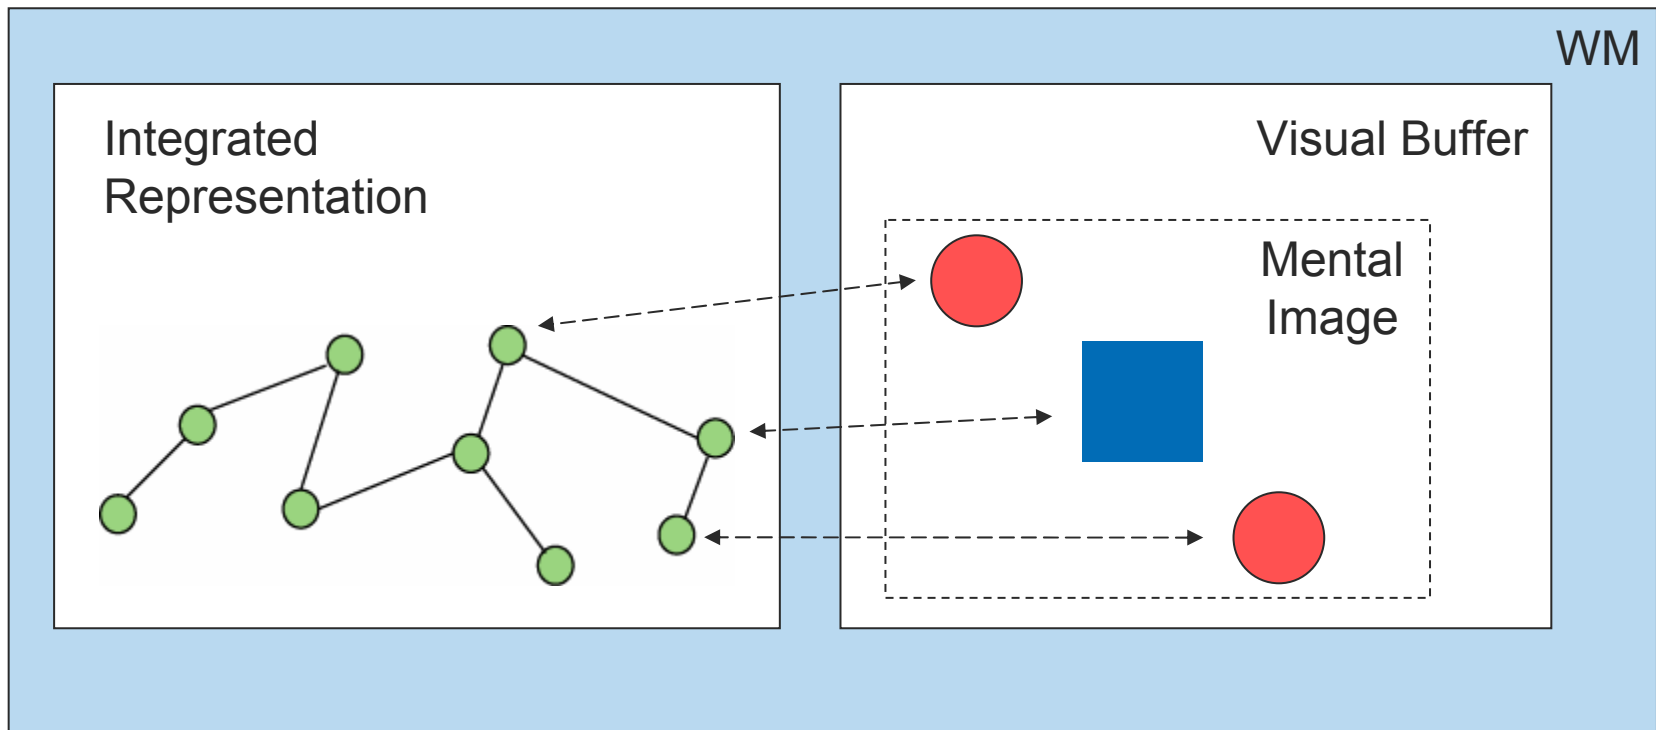 WM
Integrated
Representation
Visual Buffer
Mental
Image